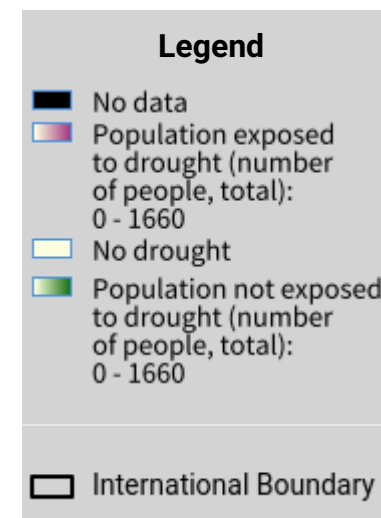 Legend
No data
Population exposed
to drought (number
of people, total):
0 - 1660
No drought
Population not exposed
to drought (number
of people, total):
0 - 1660
International Boundary